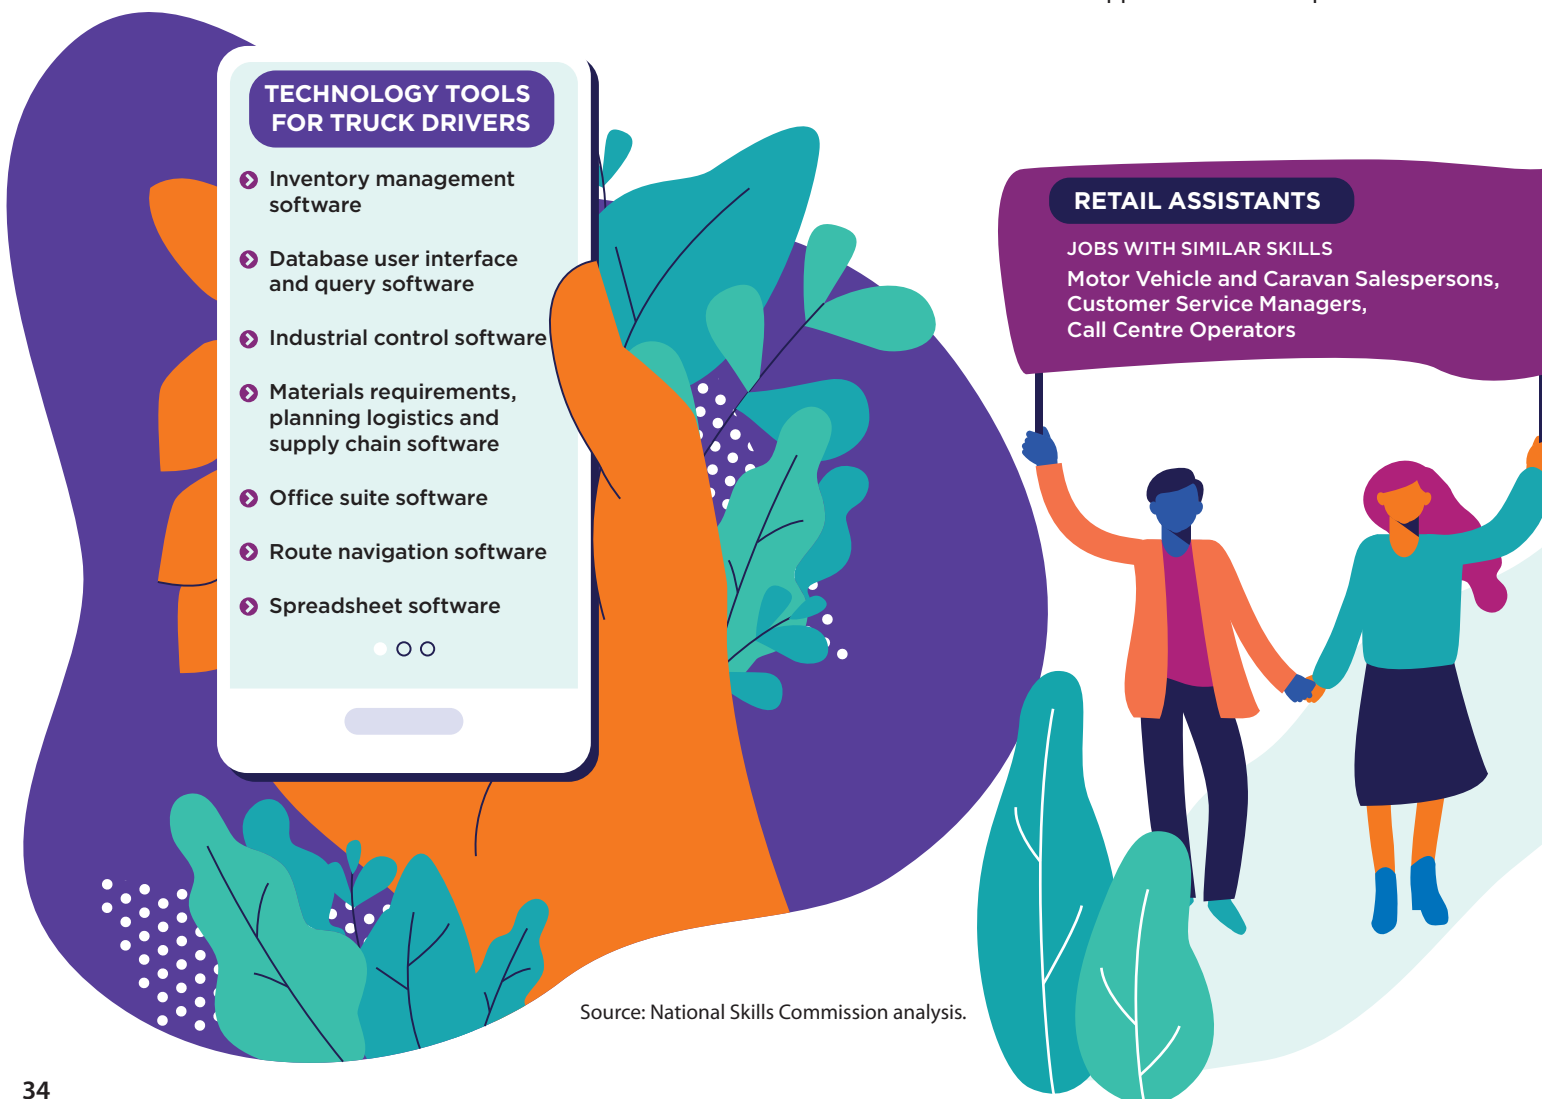 TECHNOLOGY TOOLS
FOR TRUCK DRIVERS
Inventory management
software
Database user interface
and query software
Industrial control software
Materials requirements,
planning logistics and
supply chain software
Office suite software
Route navigation software
Spreadsheet software
RETAIL ASSISTANTS
JOBS WITH SIMILAR SKILLS
Motor Vehicle and Caravan Salespersons,
Customer Service Managers,
Call Centre Operators
Source: National Skills Commission analysis.
34